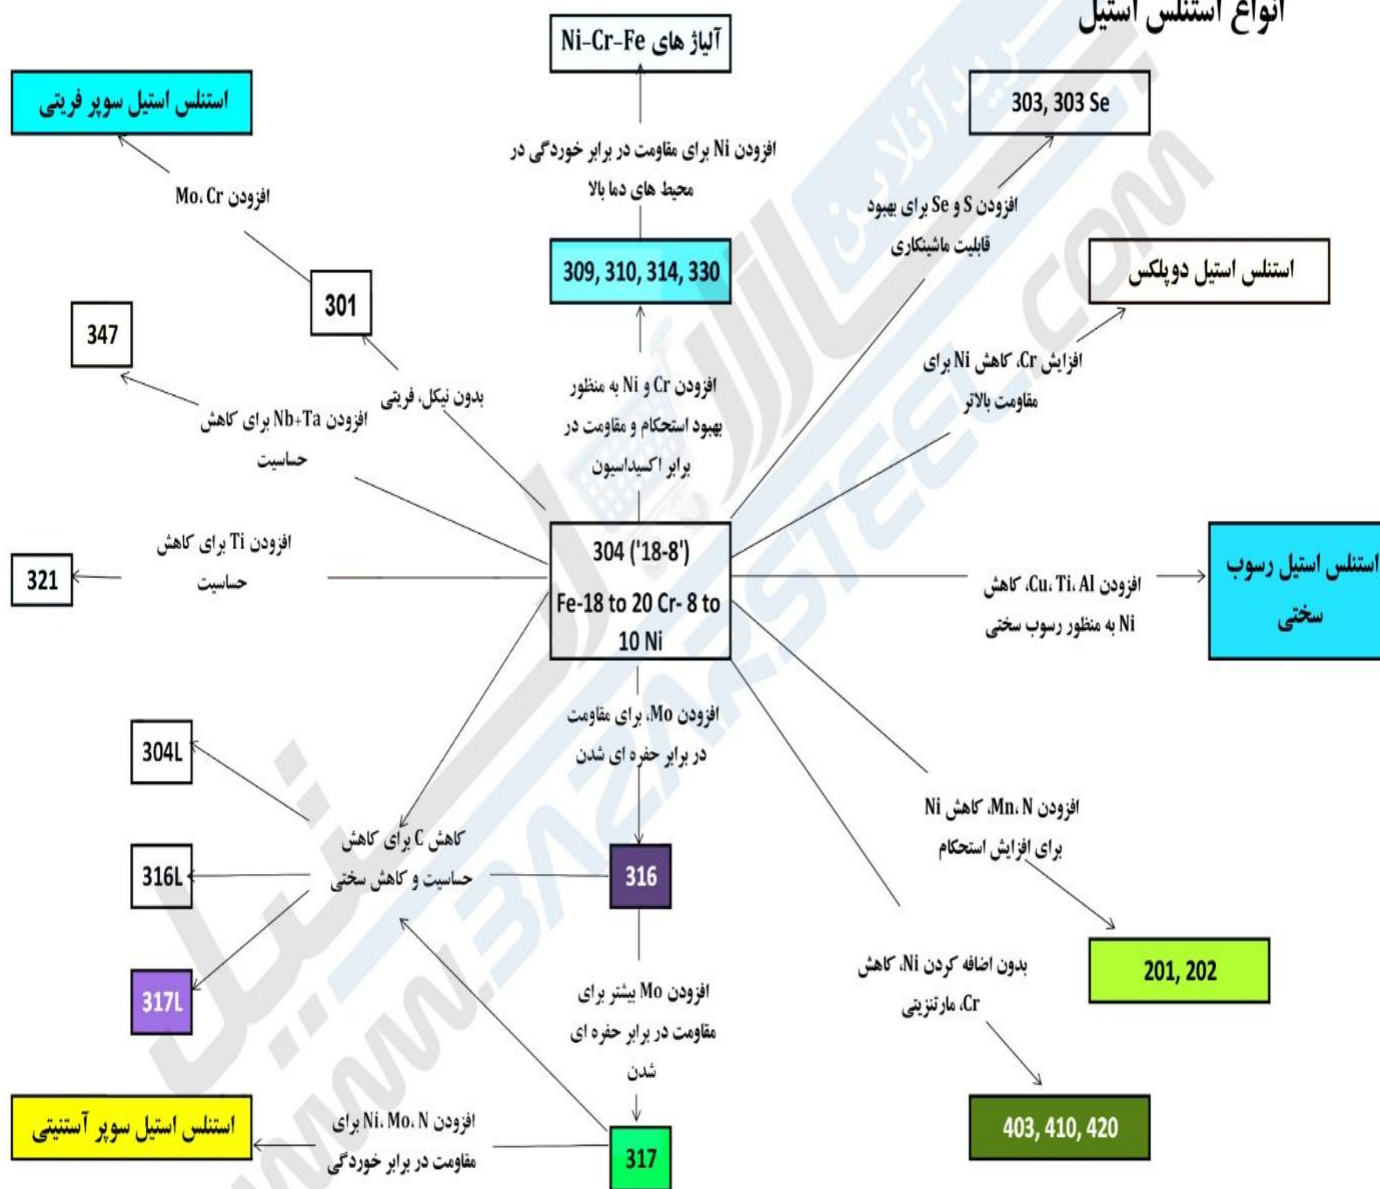 انواع استنلس استیل
آلیاژ های Ni-Cr-Fe
استنلس استیل سوپر فریتی
303, 303 Se
افزودن Ni برای مقاومت در برابر خوردگی در
محیط های دما بالا
افزودن Mo، Cr
افزودن S و Se برای بهبود
قابلیت ماشینکاری
309, 310, 314, 330
استنلس استیل دوپلکس
301
347
افزایش Cr، کاهش Ni برای
مقاومت بالاتر
افزودن Cr و Ni به منظور
بهبود استحکام و مقاومت در
برابر اکسیداسیون
بدون نیکل، فریتی
افزودن Nb+Ta برای کاهش
حساسیت
304 ('18-8')
Fe-18 to 20 Cr- 8 to
10 Ni
افزودن Ti برای کاهش
حساسیت
321
افزودن Cu، Ti، Al، کاهش
Ni به منظور رسوب سختی
استنلس استیل رسوب
سختی
افزودن Mo، برای مقاومت
در برابر حفره ای شدن
304L
316L
317L
کاهش C برای کاهش
حساسیت و کاهش سختی
316
افزودن Mn، N، کاهش Ni
برای افزایش استحکام
201, 202
بدون اضافه کردن Ni، کاهش
Cr، مارتنزیتی
403, 410, 420
افزودن Mo بیشتر برای
مقاومت در برابر حفره ای
شدن
317
افزودن Ni، Mo، N برای
مقاومت در برابر خوردگی
استنلس استیل سوپر آستنیتی
بازار استیل
خرید آنلاین
WWW.BAZARSTEEL.COM